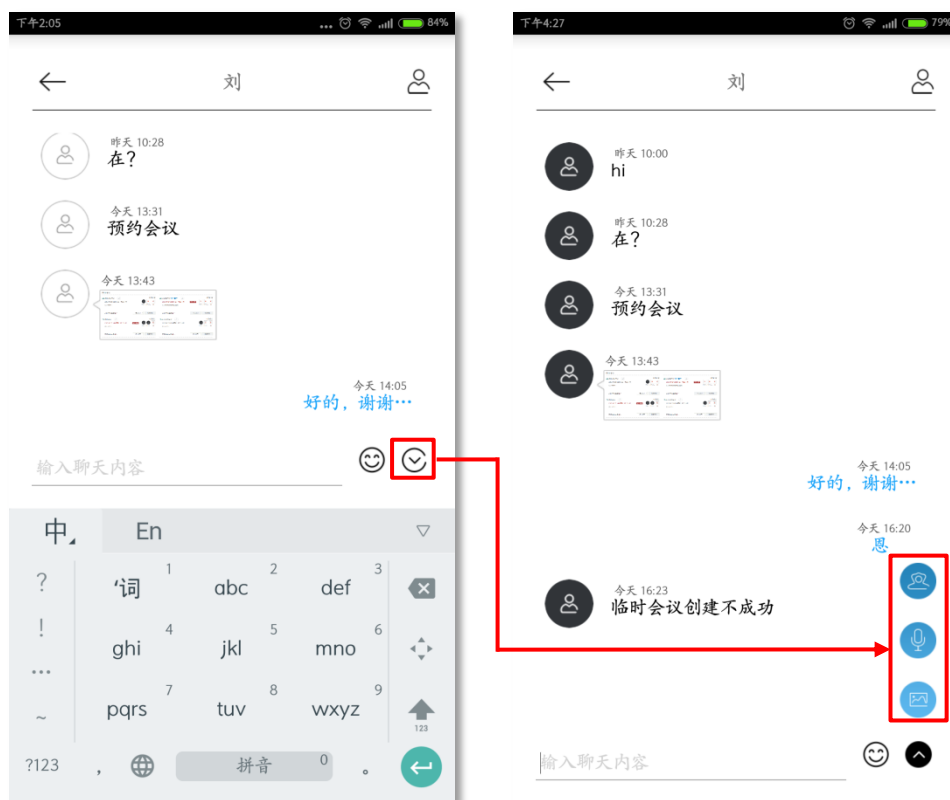 下午2:05
... 84%
刘
昨天 10:28
在?
今天 13:31
预约会议
今天 13:43
今天 14:05
好的，谢谢…
输入聊天内容
中 En
? '词 1 abc 2 def 3
! ghi 4 jkl 5 mno 6
... pqrs 7 tuv 8 wxyz 9
~ 123
?123 , 拼音 0 。
下午4:27
79%
刘
昨天 10:00
hi
昨天 10:28
在?
今天 13:31
预约会议
今天 13:43
今天 14:05
好的，谢谢…
今天 16:20
恩
今天 16:23
临时会议创建不成功
输入聊天内容